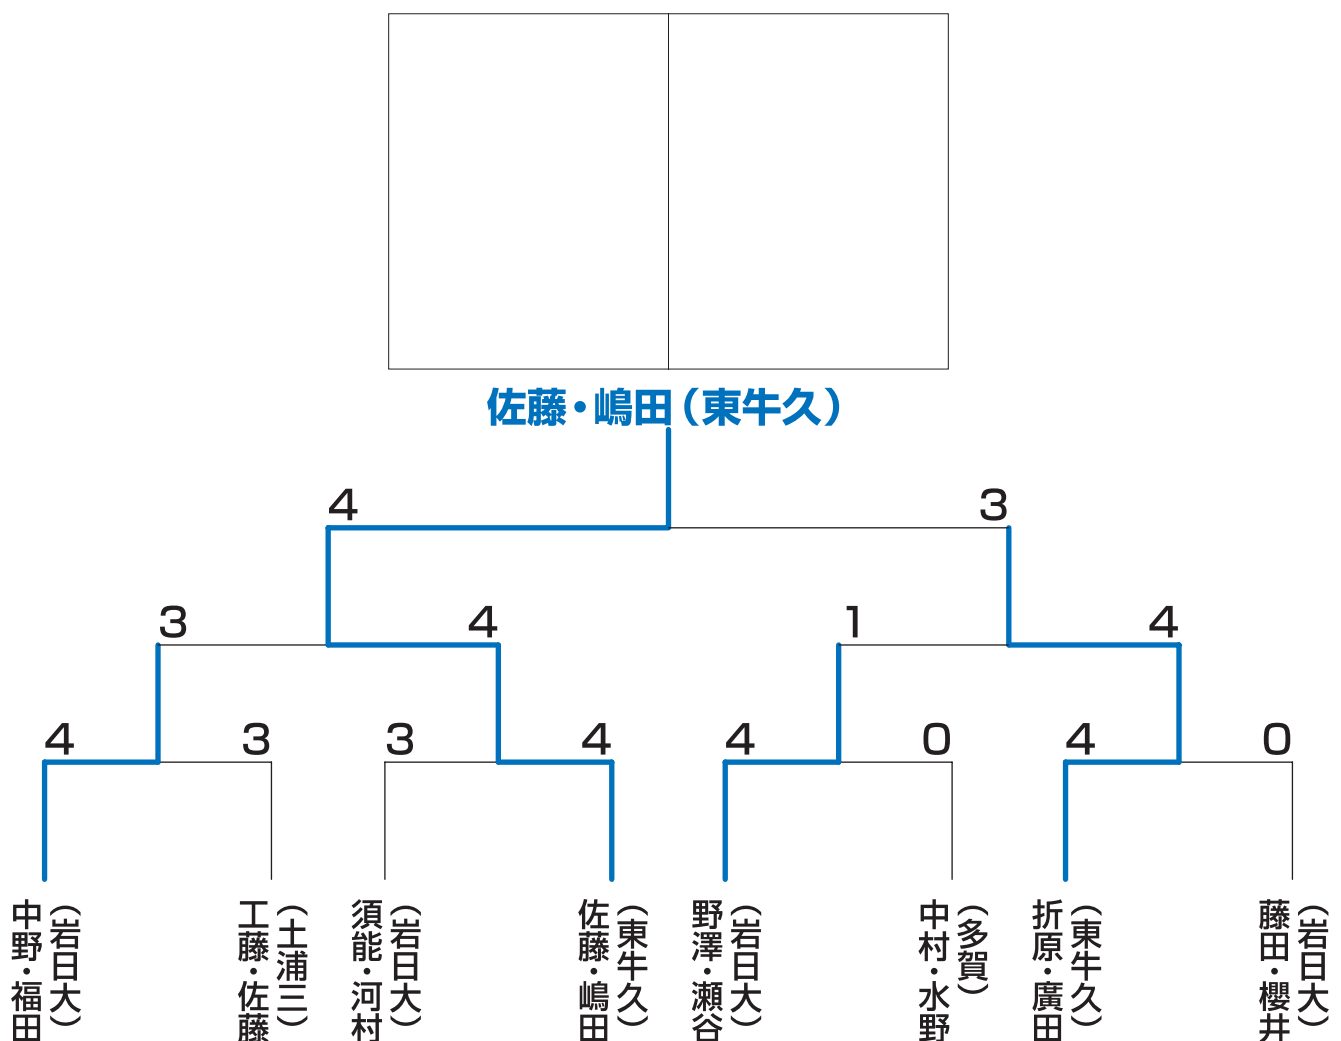 佐藤・嶋田（東牛久）
4
3
3
4
1
4
4
3
3
4
4
0
4
0
中野・福田
（岩日大）
工藤・佐藤
（土浦三）
須能・河村
（岩日大）
佐藤・嶋田
（東牛久）
野澤・瀬谷
（岩日大）
中村・水野
（多賀）
折原・廣田
（東牛久）
藤田・櫻井
（岩日大）